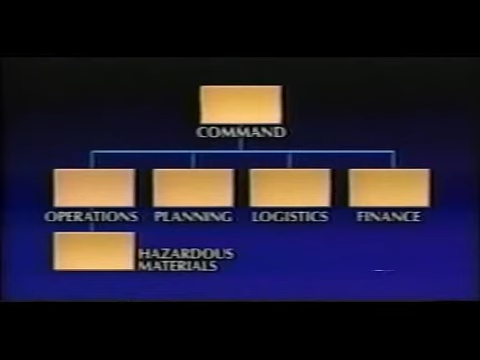 COMMAND
OPERATIONS PLANNING LOGISTICS FINANCE
HAZARDOUS
MATERIALS